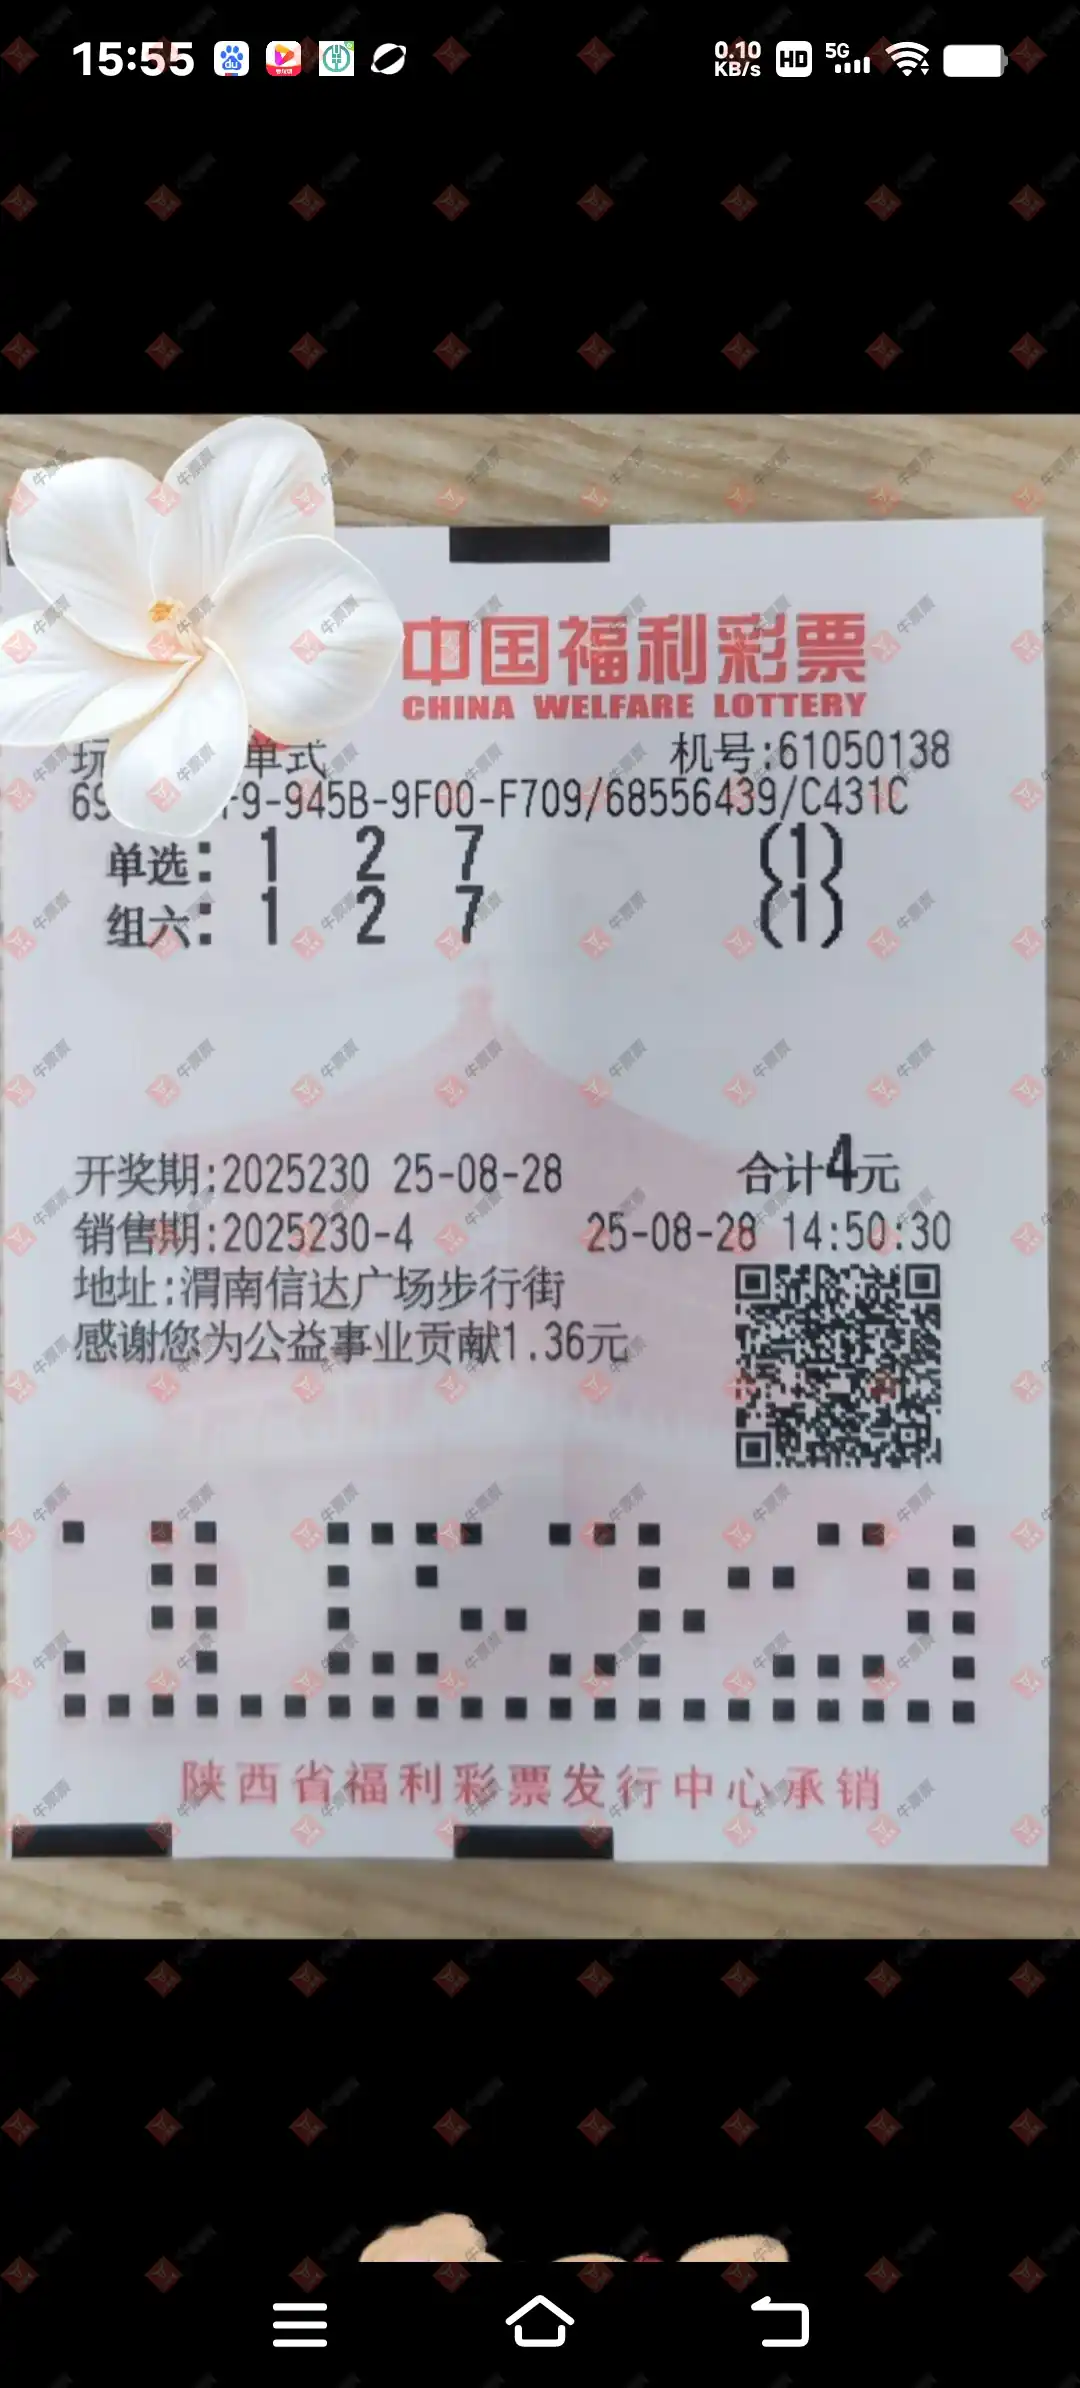 15:55
0.10 KB/s HD 5G
中国福利彩票
CHINA WELFARE LOTTERY
单式 机号:61050138
F9-945B-9F00-F709/68556439/C431C
单选: 1 2 7 (1)
组六: 1 2 7 (1)
开奖期:2025230 25-08-28 合计4元
销售期:2025230-4 25-08-28 14:50:30
地址:渭南信达广场步行街
感谢您为公益事业贡献1.36元
陕西省福利彩票发行中心承销
牛票票